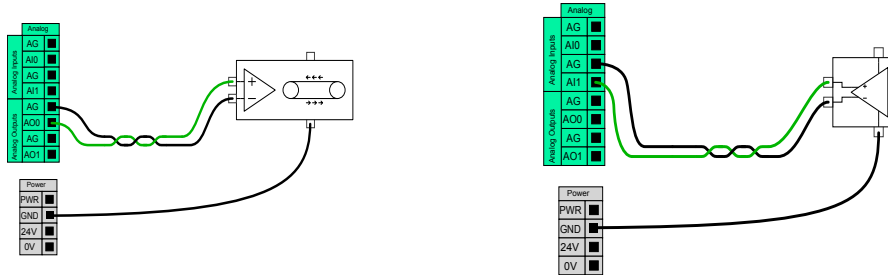 Analog
Analog Inputs
AG
AI0
AG
AI1
Analog Outputs
AG
AO0
AG
AO1
+
−
Power
PWR
GND
24V
0V
Analog
Analog Inputs
AG
AI0
AG
AI1
Analog Outputs
AG
AO0
AG
AO1
+
-
Power
PWR
GND
24V
0V